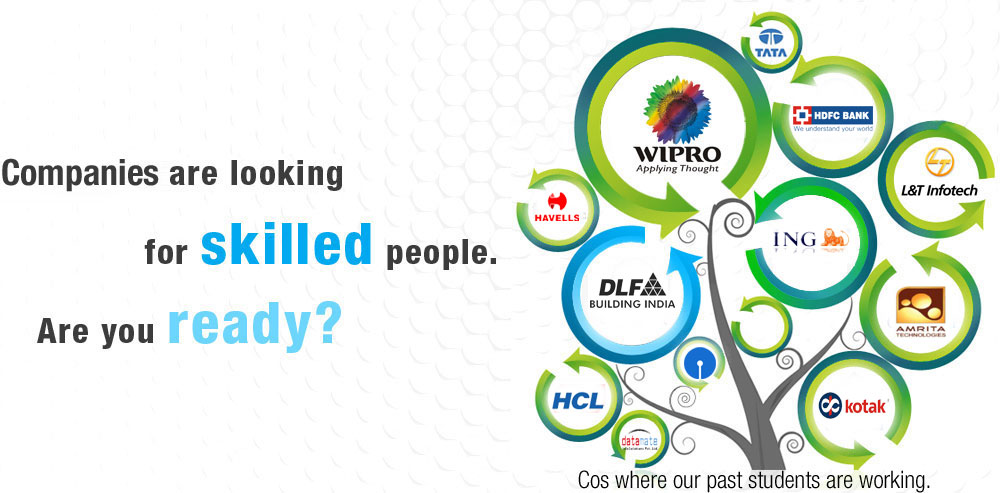 Companies are looking
for skilled people.
Are you ready?
TATA
WIPRO
Applying Thought
HDFC BANK
We understand your world
L&T Infotech
HAVELLS
ING
DLF
BUILDING INDIA
AMRITA
TECHNOLOGIES
HCL
kotak
datamate
Cos where our past students are working.